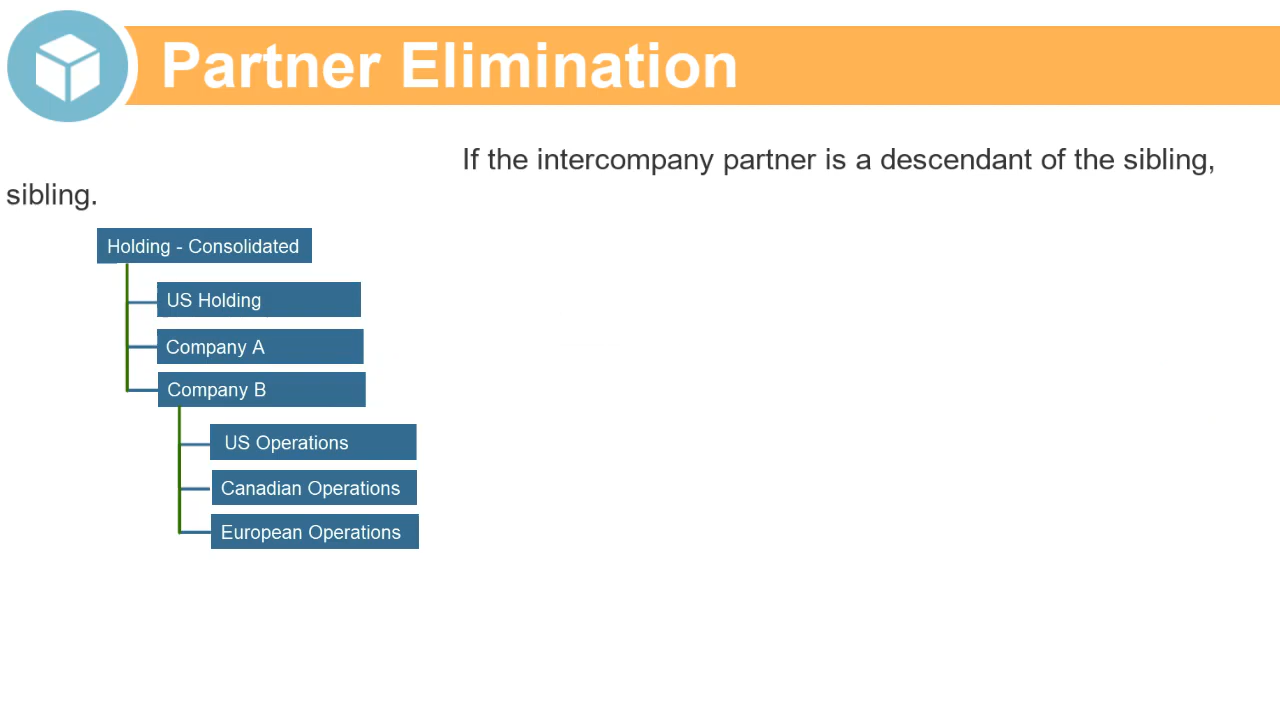 Partner Elimination
If the intercompany partner is a descendant of the sibling,
sibling.
Holding - Consolidated
US Holding
Company A
Company B
US Operations
Canadian Operations
European Operations